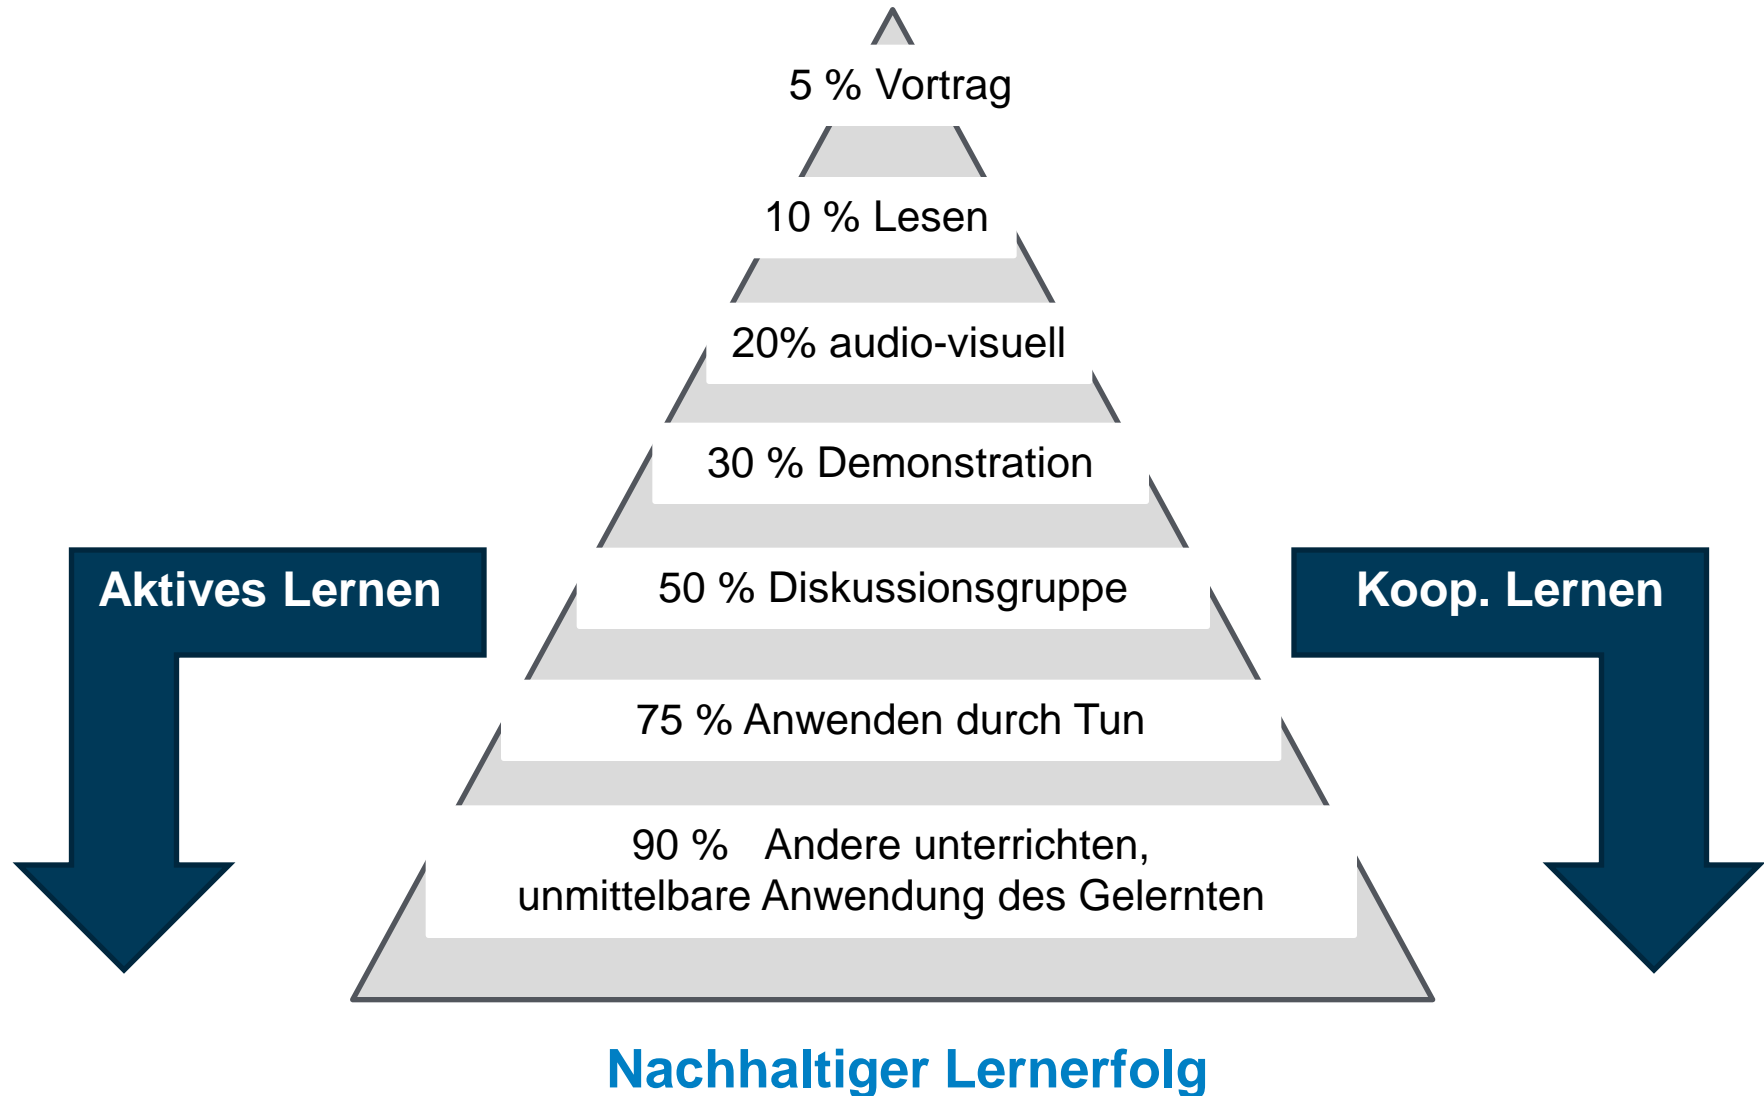 5 % Vortrag
10 % Lesen
20% audio-visuell
30 % Demonstration
Aktives Lernen
50 % Diskussionsgruppe
Koop. Lernen
75 % Anwenden durch Tun
90 % Andere unterrichten,
unmittelbare Anwendung des Gelernten
Nachhaltiger Lernerfolg